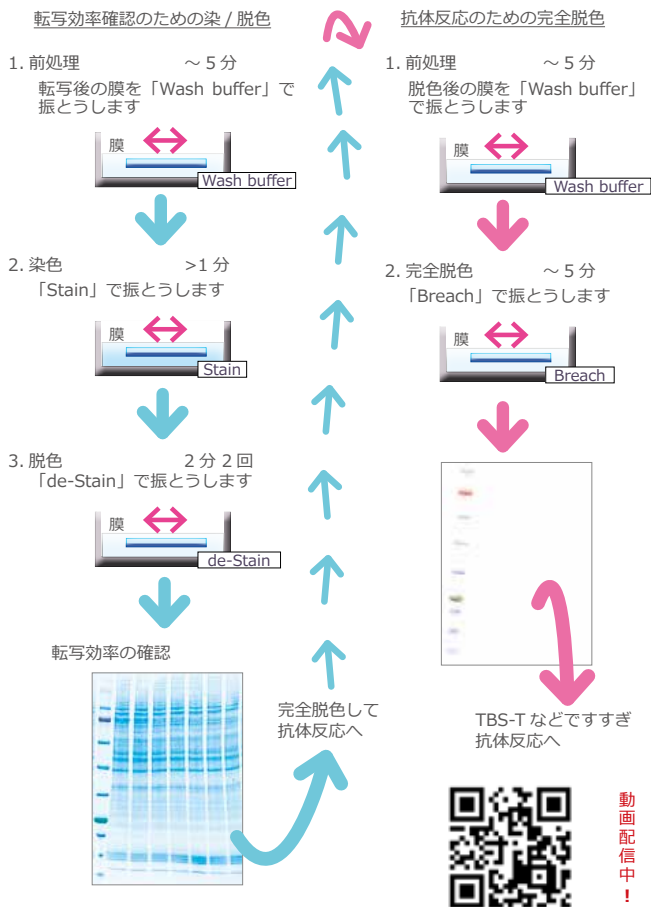 転写効率確認のための染 / 脱色
1. 前処理　～ 5 分
転写後の膜を「Wash buffer」で
振とうします
膜
Wash buffer
2. 染色　>1 分
「Stain」で振とうします
膜
Stain
3. 脱色　2 分 2 回
「de-Stain」で振とうします
膜
de-Stain
転写効率の確認
完全脱色して
抗体反応へ
抗体反応のための完全脱色
1. 前処理　～ 5 分
脱色後の膜を「Wash buffer」
で振とうします
膜
Wash buffer
2. 完全脱色　～ 5 分
「Breach」で振とうします
膜
Breach
TBS-T などですすぎ
抗体反応へ
動画配信中！